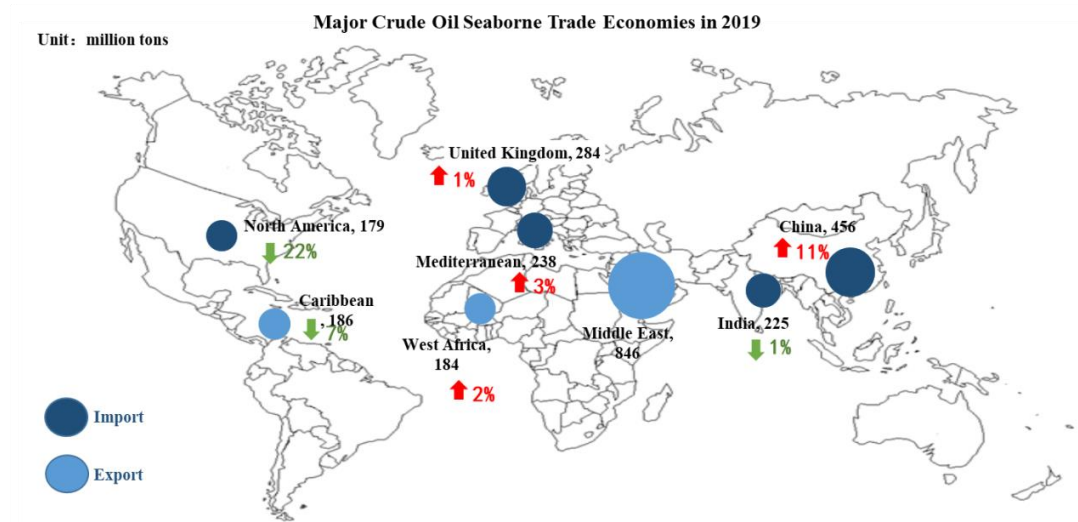 Major Crude Oil Seaborne Trade Economies in 2019
Unit：million tons
United Kingdom, 284
1%
North America, 179
22%
China, 456
11%
Mediterranean, 238
3%
Caribbean
, 186
7%
India, 225
1%
Middle East,
846
West Africa,
184
2%
Import
Export